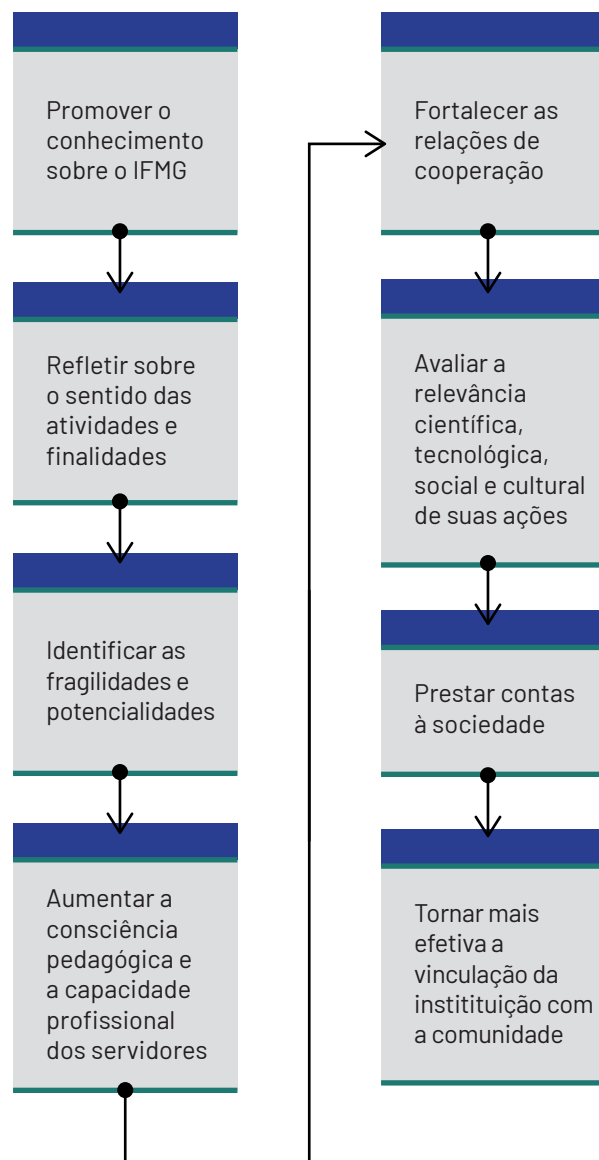 Promover o
conhecimento
sobre o IFMG
Refletir sobre
o sentido das
atividades e
finalidades
Identificar as
fragilidades e
potencialidades
Aumentar a
consciência
pedagógica e
a capacidade
profissional
dos servidores
Fortalecer as
relações de
cooperação
Avaliar a
relevância
científica,
tecnológica,
social e cultural
de suas ações
Prestar contas
à sociedade
Tornar mais
efetiva a
vinculação da
institituição com
a comunidade